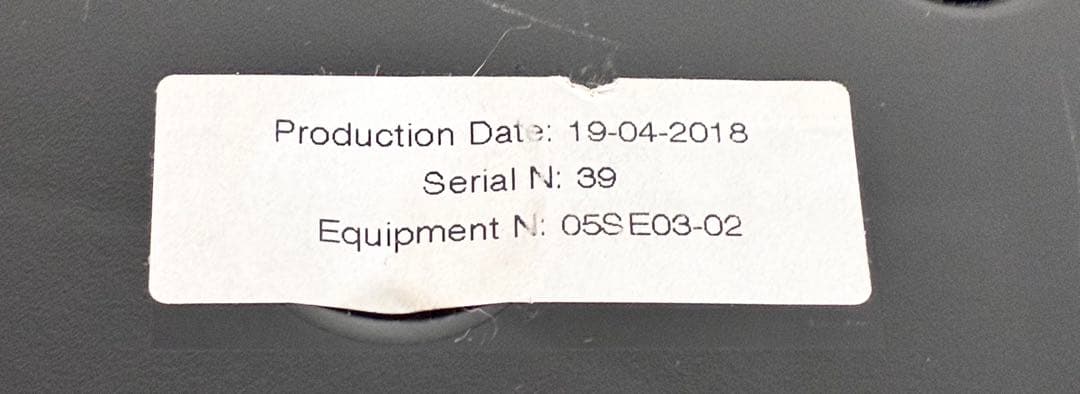 Production Date: 19-04-2018
Serial N: 39
Equipment N: 05SE03-02